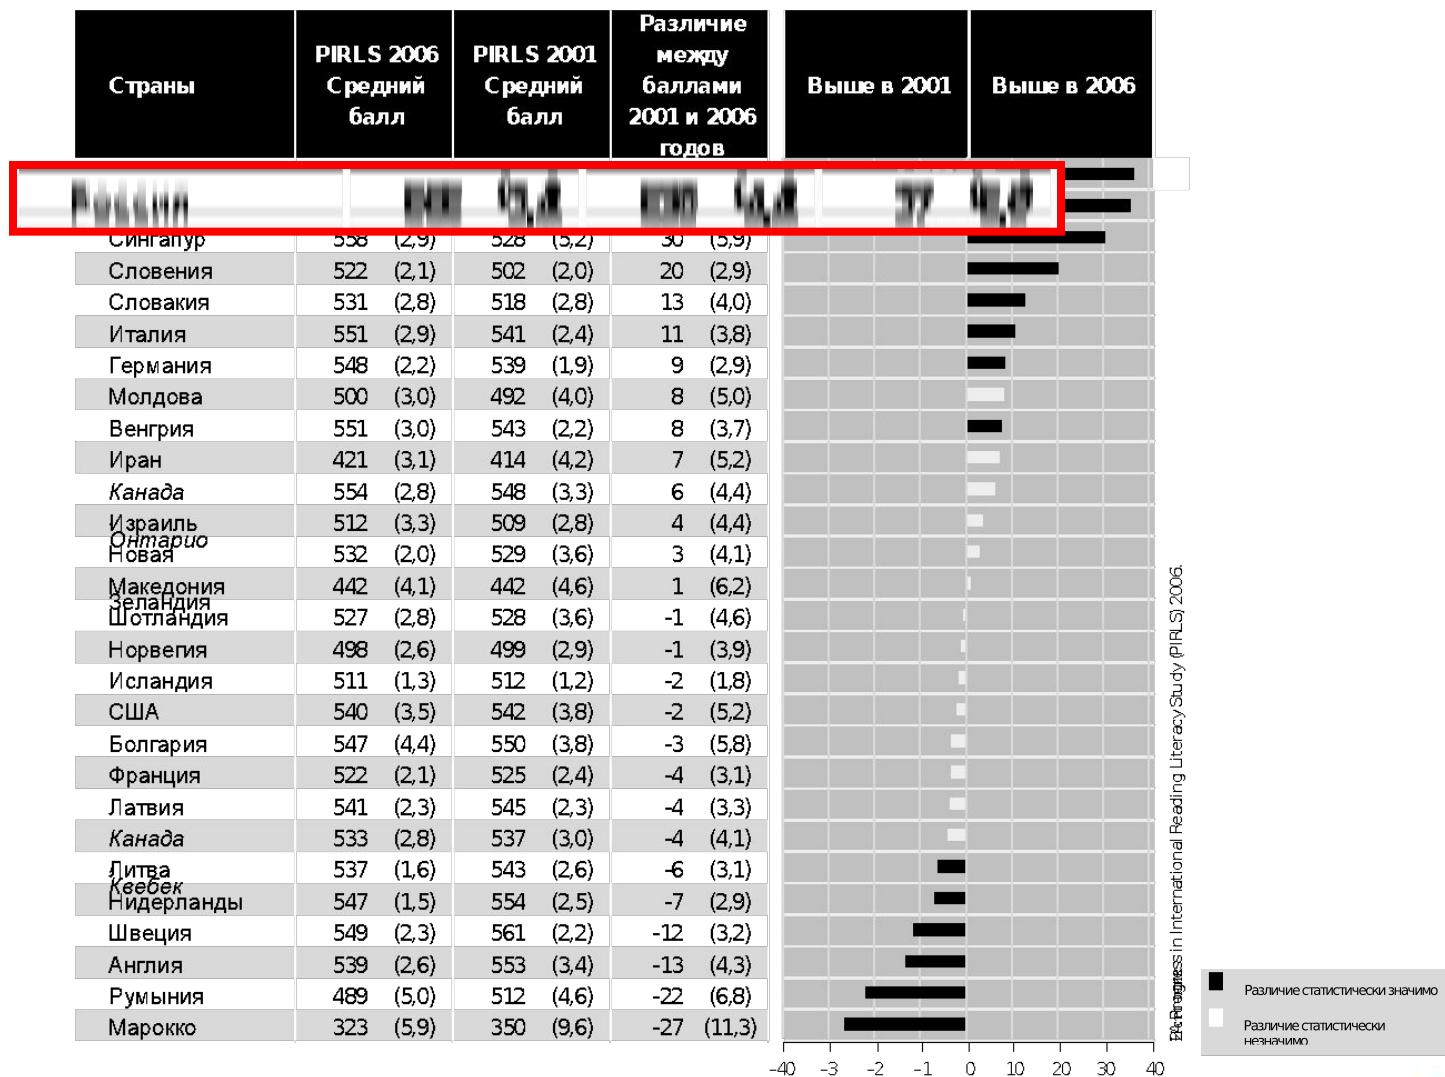 Страны PIRLS 2006 Средний балл PIRLS 2001 Средний балл Различие между баллами 2001 и 2006 годов Выше в 2001 Выше в 2006
Сингапур 558 (2,9) 528 (5,2) 30 (5,9)
Словения 522 (2,1) 502 (2,0) 20 (2,9)
Словакия 531 (2,8) 518 (2,8) 13 (4,0)
Италия 551 (2,9) 541 (2,4) 11 (3,8)
Германия 548 (2,2) 539 (1,9) 9 (2,9)
Молдова 500 (3,0) 492 (4,0) 8 (5,0)
Венгрия 551 (3,0) 543 (2,2) 8 (3,7)
Иран 421 (3,1) 414 (4,2) 7 (5,2)
Канада 554 (2,8) 548 (3,3) 6 (4,4)
Израиль 512 (3,3) 509 (2,8) 4 (4,4)
Онтарио
Новая 532 (2,0) 529 (3,6) 3 (4,1)
Македония 442 (4,1) 442 (4,6) 1 (6,2)
Зеландия
Шотландия 527 (2,8) 528 (3,6) -1 (4,6)
Норвегия 498 (2,6) 499 (2,9) -1 (3,9)
Исландия 511 (1,3) 512 (1,2) -2 (1,8)
США 540 (3,5) 542 (3,8) -2 (5,2)
Болгария 547 (4,4) 550 (3,8) -3 (5,8)
Франция 522 (2,1) 525 (2,4) -4 (3,1)
Латвия 541 (2,3) 545 (2,3) -4 (3,3)
Канада 533 (2,8) 537 (3,0) -4 (4,1)
Литва 537 (1,6) 543 (2,6) -6 (3,1)
Квебек
Нидерланды 547 (1,5) 554 (2,5) -7 (2,9)
Швеция 549 (2,3) 561 (2,2) -12 (3,2)
Англия 539 (2,6) 553 (3,4) -13 (4,3)
Румыния 489 (5,0) 512 (4,6) -22 (6,8)
Марокко 323 (5,9) 350 (9,6) -27 (11,3)
-40 -3 -2 -1 0 10 20 30 40
in International Reading Literacy Study (PIRLS) 2006.
Различие статистически значимо
Различие статистически
незначимо